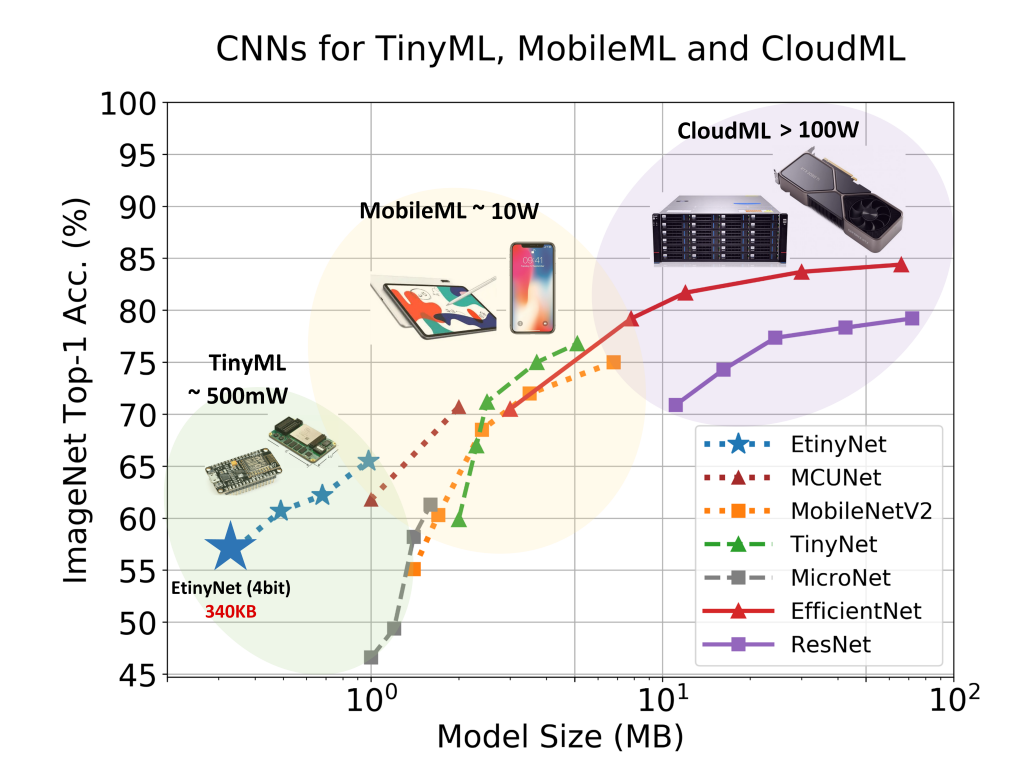 CNNs for TinyML, MobileML and CloudML
ImageNet Top-1 Acc. (%)
100
95
90
85
80
75
70
65
60
55
50
45
CloudML > 100W
MobileML ~ 10W
09:41
TinyML
~ 500mW
EtinyNet (4bit)
340KB
EtinyNet
MCUNet
MobileNetV2
TinyNet
MicroNet
EfficientNet
ResNet
10⁰
10¹
10²
Model Size (MB)